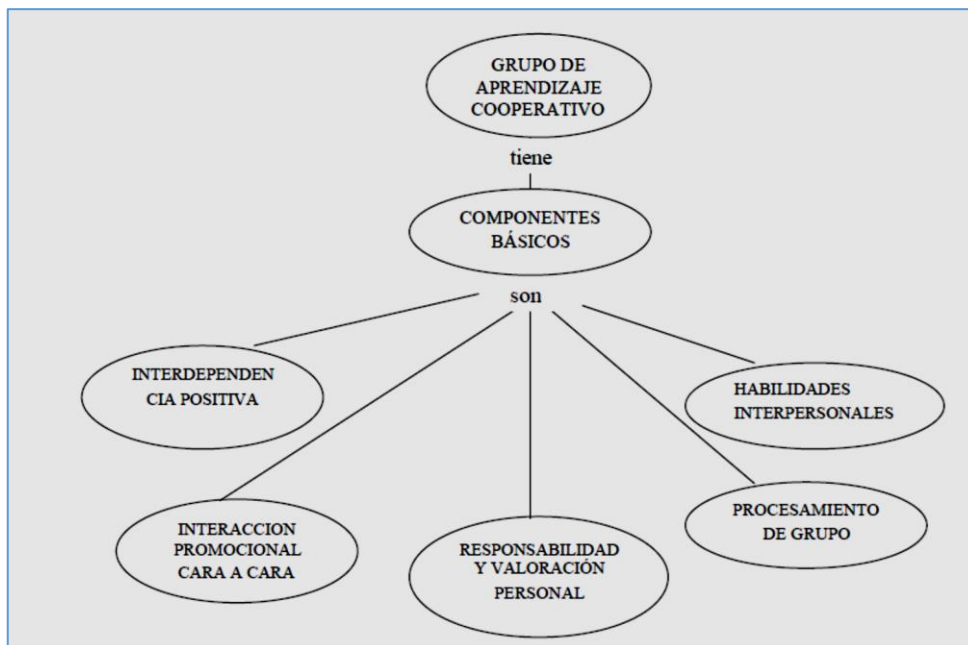 GRUPO DE
APRENDIZAJE
COOPERATIVO
tiene
COMPONENTES
BÁSICOS
son
INTERDEPENDEN
CIA POSITIVA
HABILIDADES
INTERPERSONALES
INTERACCION
PROMOCIONAL
CARA A CARA
RESPONSABILIDAD
Y VALORACIÓN
PERSONAL
PROCESAMIENTO
DE GRUPO